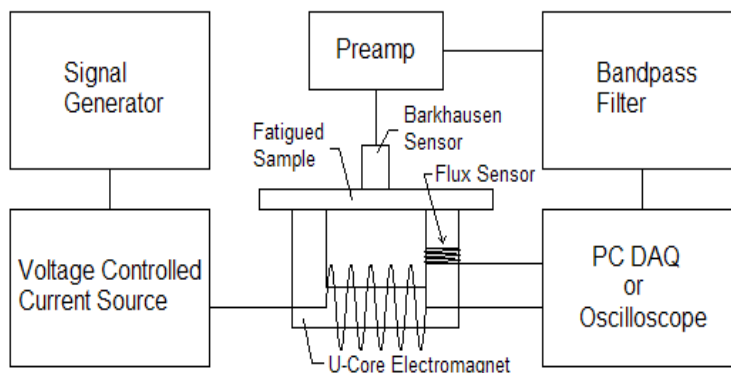 Signal
Generator
Preamp
Bandpass
Filter
Barkhausen
Sensor
Fatigued
Sample
Flux Sensor
Voltage Controlled
Current Source
PC DAQ
or
Oscilloscope
U-Core Electromagnet